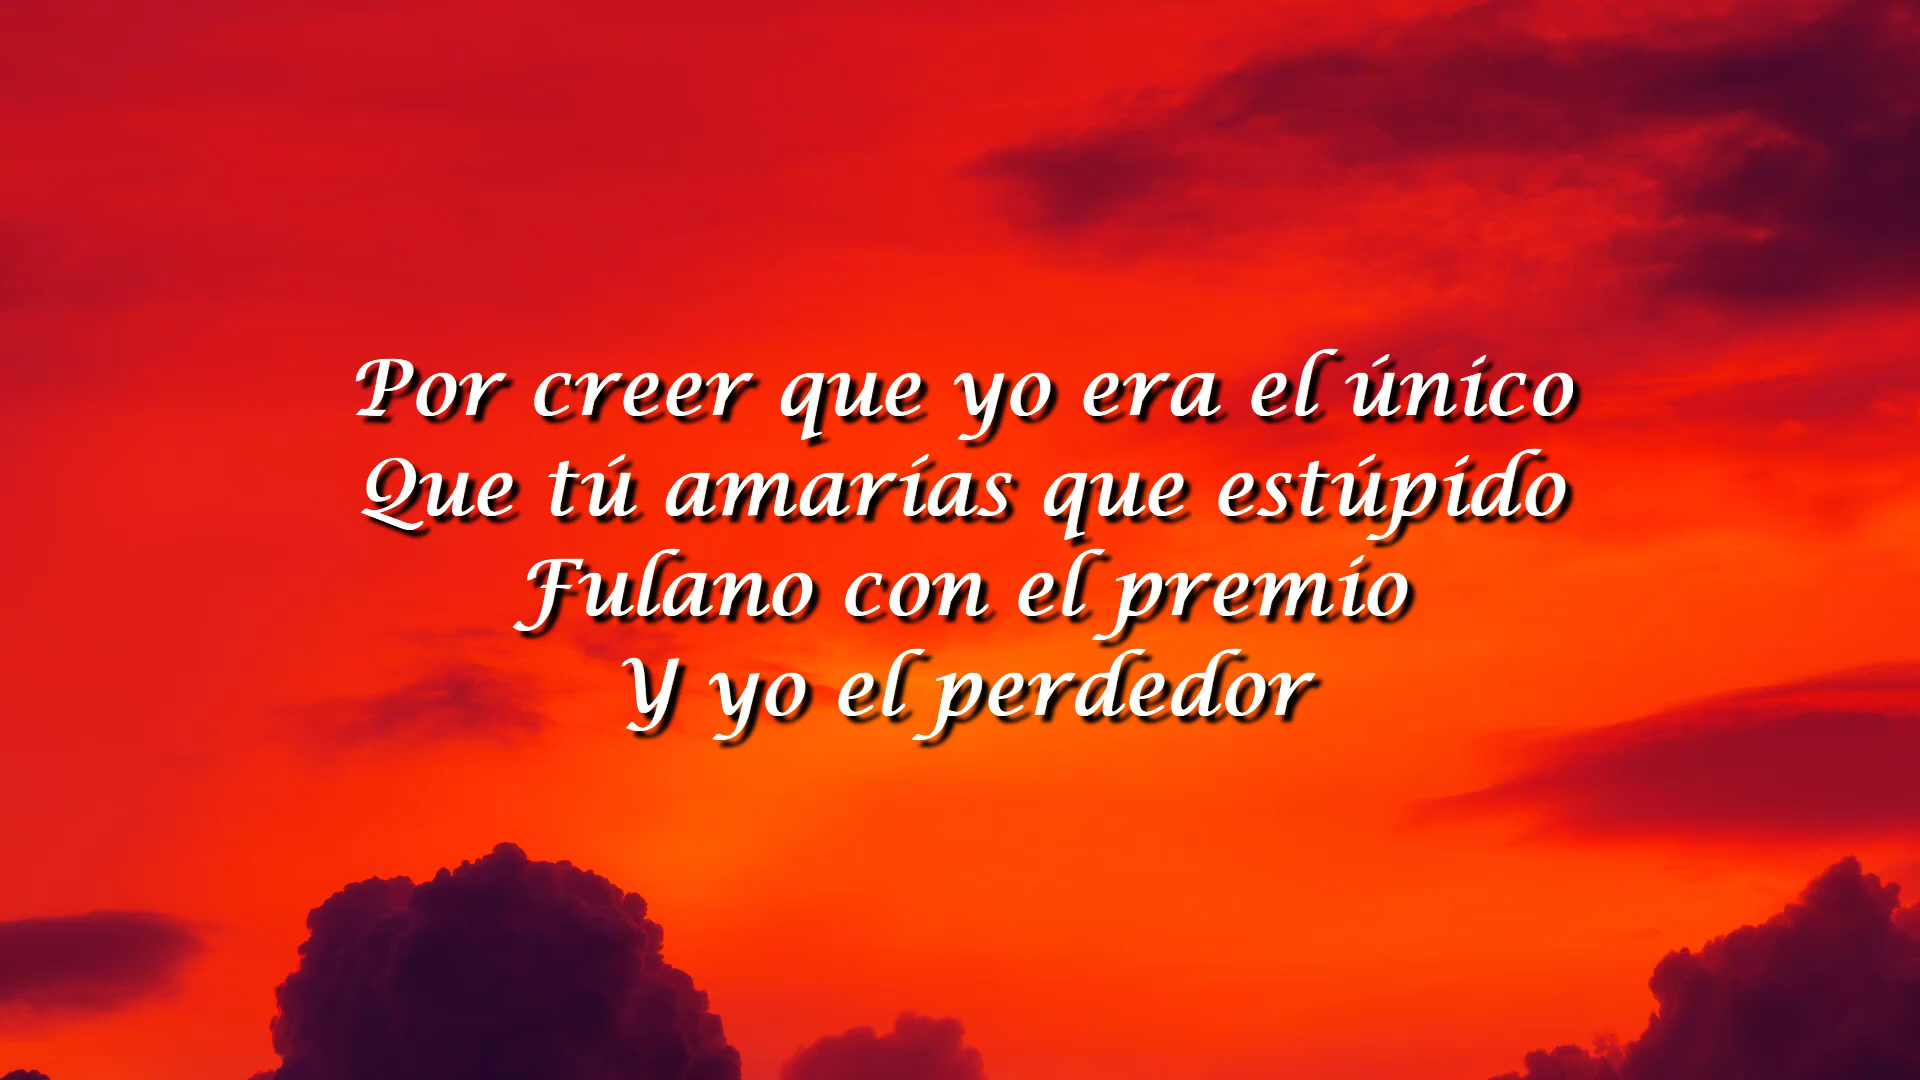 Por creer que yo era el único
Que tú amarías que estúpido
Fulano con el premio
Y yo el perdedor